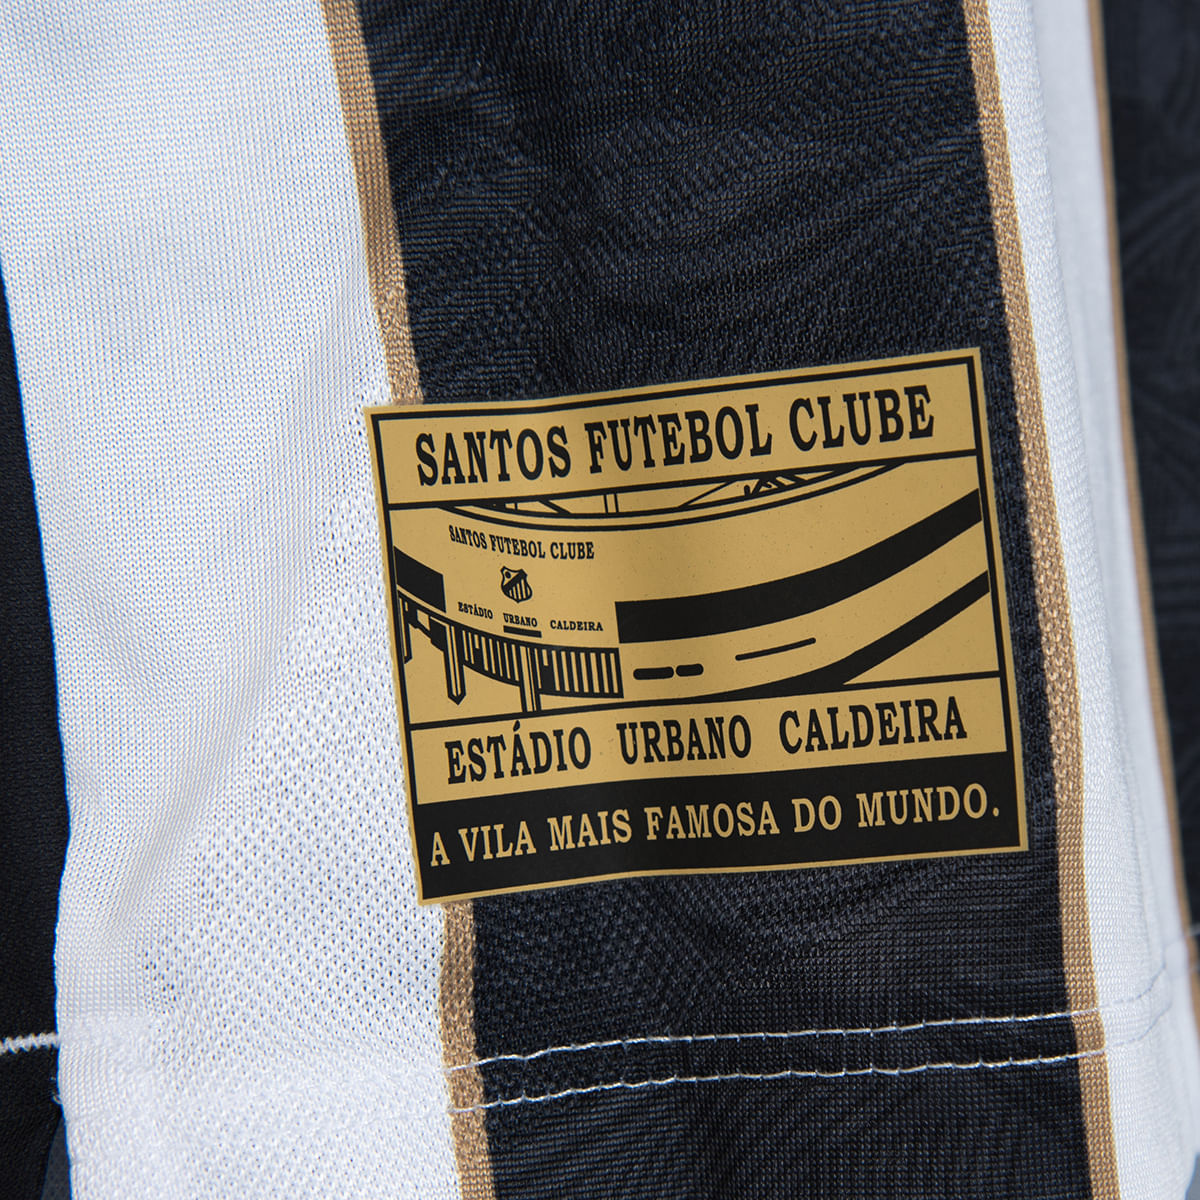 SANTOS FUTEBOL CLUBE
SANTOS FUTEBOL CLUBE
ESTÁDIO URBANO CALDEIRA
ESTÁDIO URBANO CALDEIRA
A VILA MAIS FAMOSA DO MUNDO.